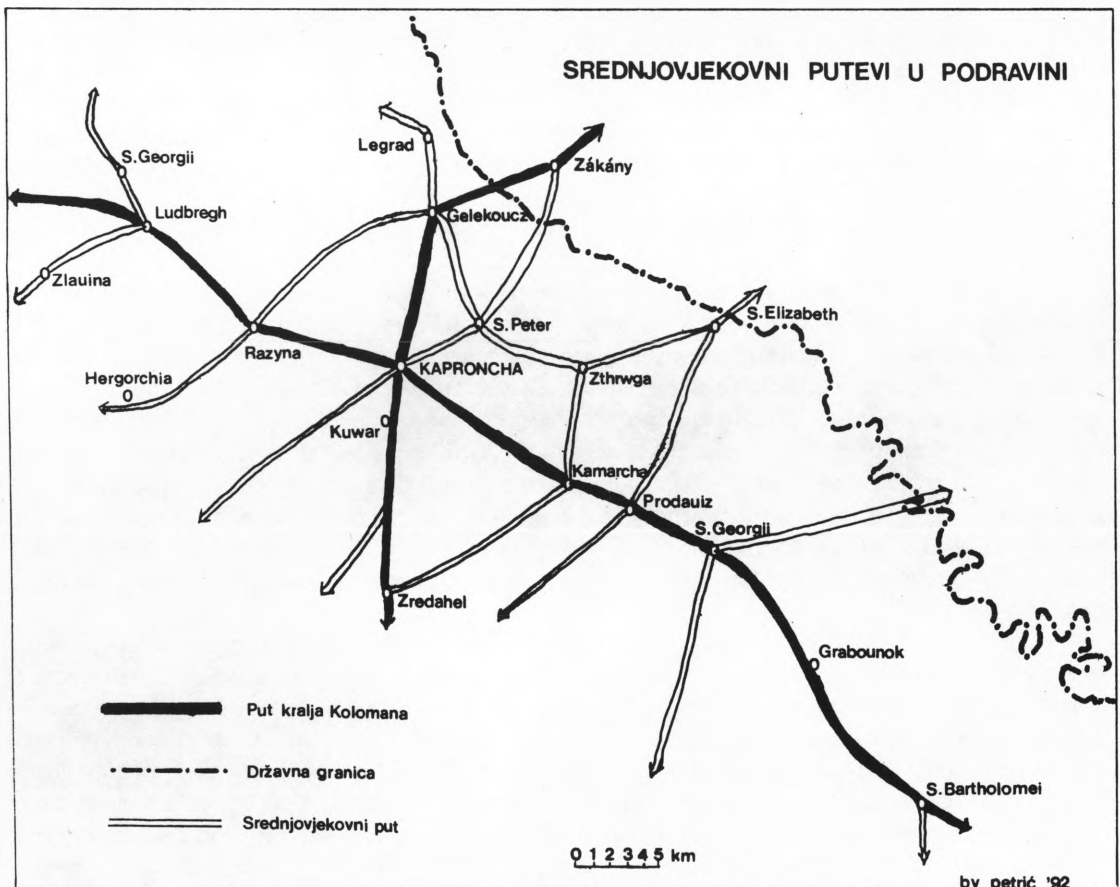 SREDNJOVJEKOVNI PUTEVI U PODRAVINI
Legrad
S.Georgii
Zákány
Ludbregh
Gelekoucz
Zlauina
S.Elizabeth
S.Peter
Razyna
KAPRONCHA
Zthrwga
Hergorchia
Kuwar
Kamarcha
Prodauiz
S.Georgii
Zredahel
Grabounok
Put kralja Kolomana
Državna granica
S.Bartholomei
Srednjovjekovni put
0 1 2 3 4 5 km
by petrić '92